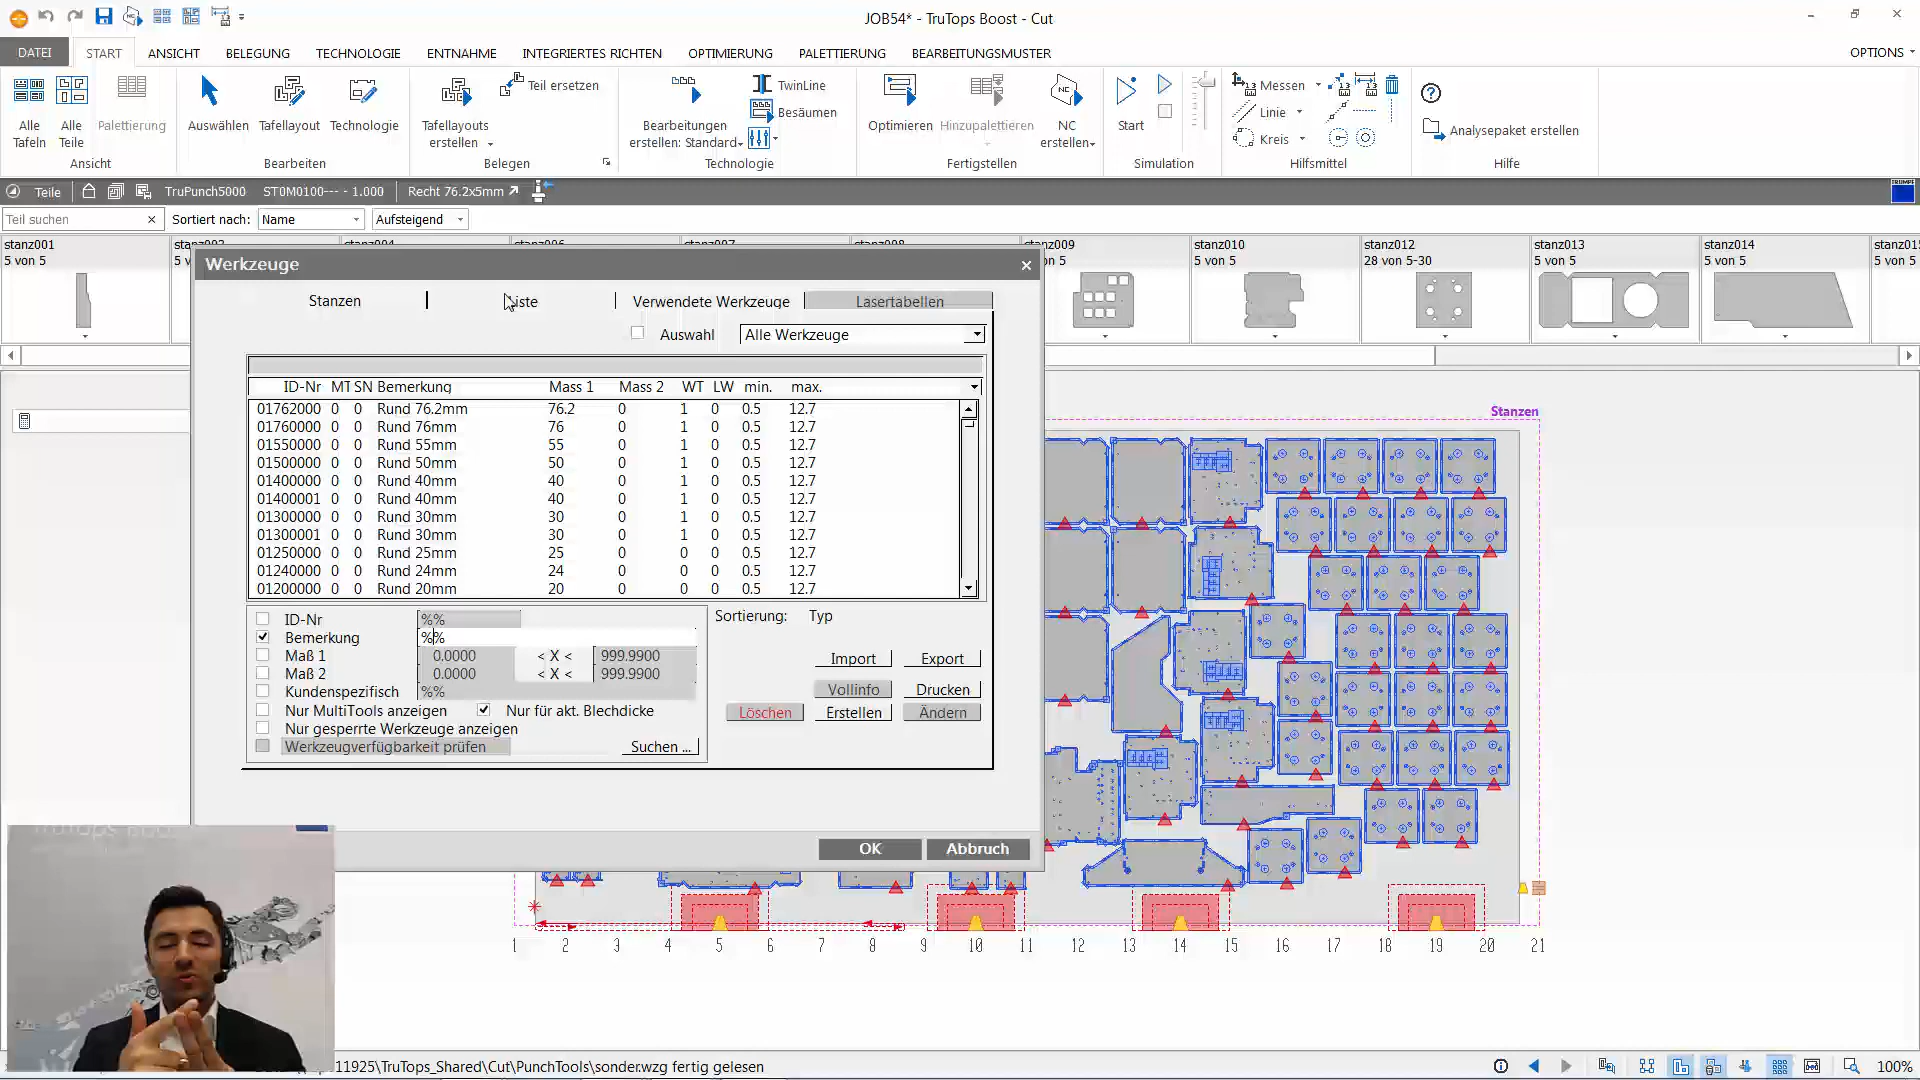 JOB54* - TruTops Boost - Cut
DATEI START ANSICHT BELEGUNG TECHNOLOGIE ENTNAHME INTEGRIERTES RICHTEN OPTIMIERUNG PALETTIERUNG BEARBEITUNGSMUSTER OPTIONS
Alle Tafeln
Alle Teile
Palettierung
Ansicht
Auswählen
Tafellayout
Technologie
Bearbeiten
Tafellayouts erstellen
Teil ersetzen
Belegen
Bearbeitungen erstellen: Standard
TwinLine
Besäumen
Technologie
Optimieren
Hinzupalettieren
NC erstellen
Fertigstellen
Start
Simulation
Messen
Linie
Kreis
Hilfsmittel
Analysepaket erstellen
Hilfe
Teile TruPunch5000 ST0M0100--- - 1.000 Recht 76.2x5mm
Teil suchen Sortiert nach: Name Aufsteigend
stanz001
5 von 5
stanz009
5 von 5
stanz010
5 von 5
stanz012
28 von 5-30
stanz013
5 von 5
stanz014
5 von 5
Werkzeuge
Stanzen Liste Verwendete Werkzeuge Lasertabellen
Auswahl Alle Werkzeuge
ID-Nr MT SN Bemerkung Mass 1 Mass 2 WT LW min. max.
01762000 0 0 Rund 76.2mm 76.2 0 1 0 0.5 12.7
01760000 0 0 Rund 76mm 76 0 1 0 0.5 12.7
01550000 0 0 Rund 55mm 55 0 1 0 0.5 12.7
01500000 0 0 Rund 50mm 50 0 1 0 0.5 12.7
01400000 0 0 Rund 40mm 40 0 1 0 0.5 12.7
01400001 0 0 Rund 40mm 40 0 1 0 0.5 12.7
01300000 0 0 Rund 30mm 30 0 1 0 0.5 12.7
01300001 0 0 Rund 30mm 30 0 1 0 0.5 12.7
01250000 0 0 Rund 25mm 25 0 0 0 0.5 12.7
01240000 0 0 Rund 24mm 24 0 0 0 0.5 12.7
01200000 0 0 Rund 20mm 20 0 0 0 0.5 12.7
ID-Nr %%
Bemerkung %%
Maß 1 0.0000 < X < 999.9900
Maß 2 0.0000 < X < 999.9900
Kundenspezifisch %%
Nur MultiTools anzeigen Nur für akt. Blechdicke
Nur gesperrte Werkzeuge anzeigen
Werkzeugverfügbarkeit prüfen Suchen ...
Sortierung: Typ
Import Export
Vollinfo Drucken
Löschen Erstellen Ändern
OK Abbruch
Stanzen
1 2 3 4 5 6 7 8 9 10 11 12 13 14 15 16 17 18 19 20 21
11925\TruTops_Shared\Cut\PunchTools\sonder.wzg fertig gelesen
100%